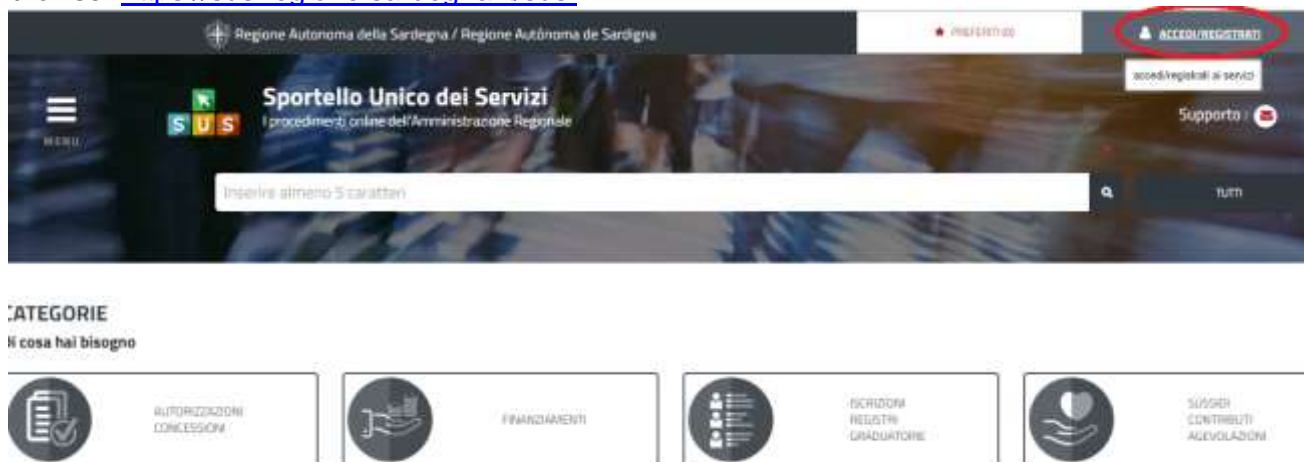 Regione Autonoma della Sardegna / Regione Autònoma de Sardigna
PREFERITI (0)
ACCEDI/REGISTRATI
accedi/registrati ai servizi
MENU
SUS
Sportello Unico dei Servizi
I procedimenti online dell'Amministrazione Regionale
Supporto
Inserire almeno 5 caratteri
TUTTI
CATEGORIE
di cosa hai bisogno
AUTORIZZAZIONI
CONCESSIONI
FINANZIAMENTI
ISCRIZIONI
REGISTRI
GRADUATORIE
SUSSIDI
CONTRIBUTI
AGEVOLAZIONI